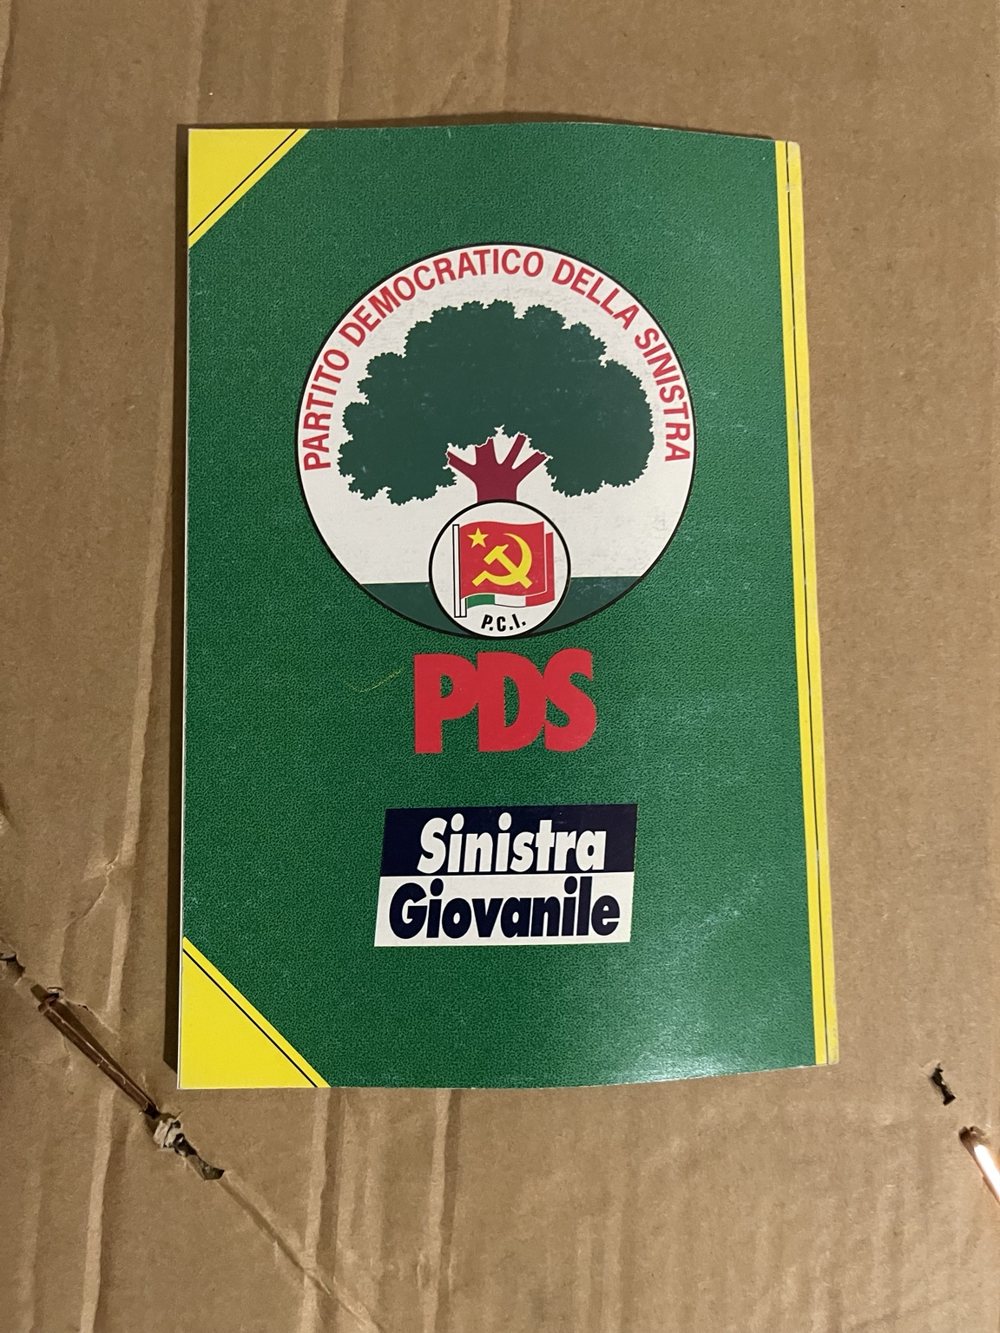 PARTITO DEMOCRATICO DELLA SINISTRA
P.C.I.
PDS
Sinistra
Giovanile